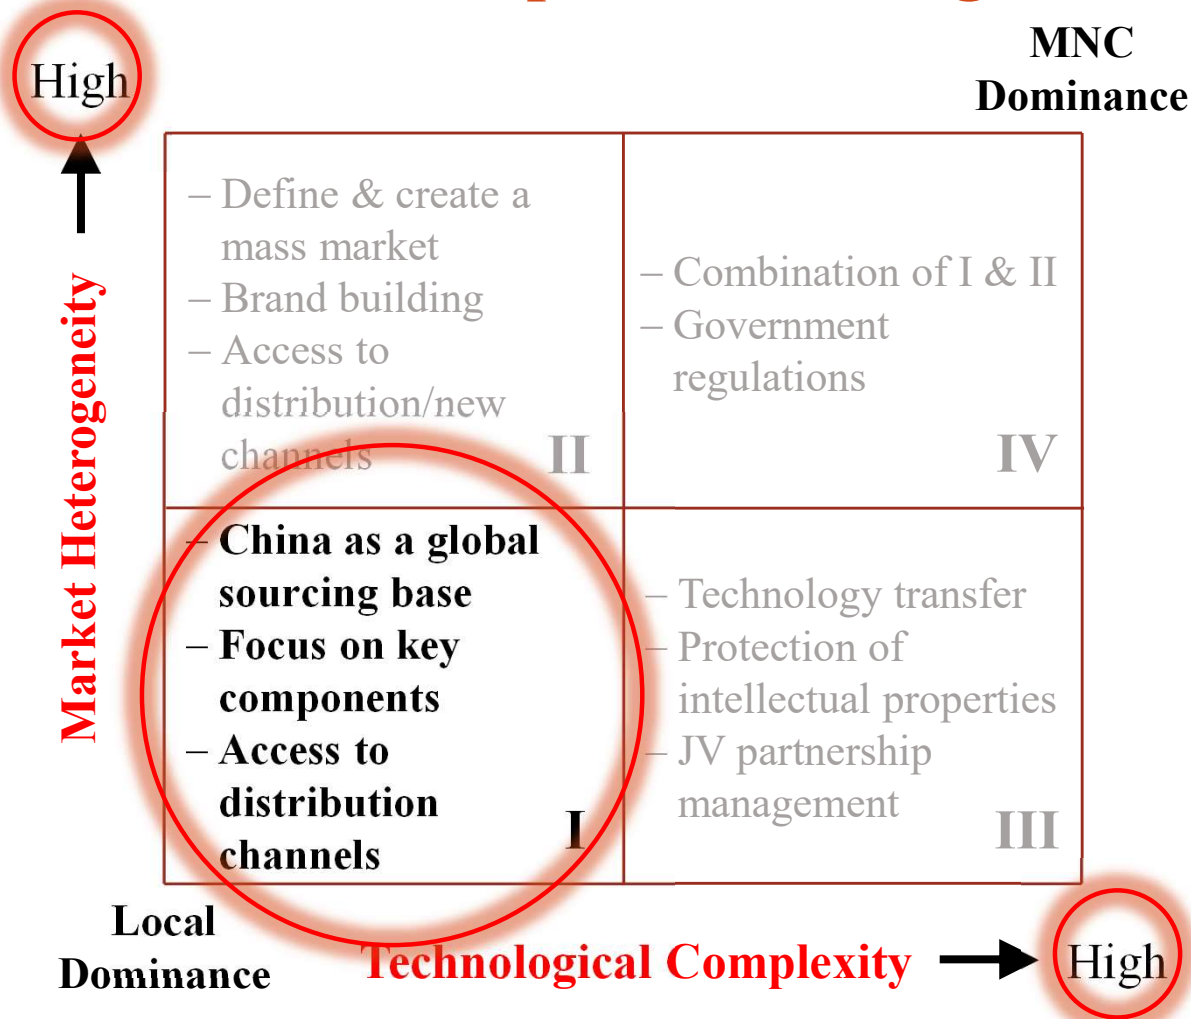 High
MNC
Dominance
– Define & create a
mass market
– Brand building
– Access to
distribution/new
channels
II
– Combination of I & II
– Government
regulations
IV
Market Heterogeneity
– China as a global
sourcing base
– Focus on key
components
– Access to
distribution
channels
I
– Technology transfer
– Protection of
intellectual properties
– JV partnership
management
III
Local
Dominance
Technological Complexity
High